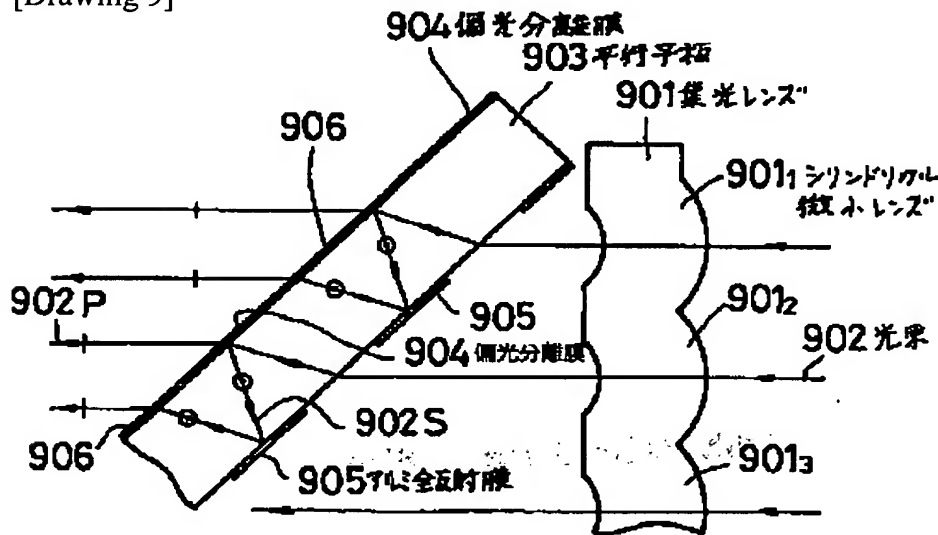 [Drawing 9]
904偏光分離膜
903平行平板
901集光レンズ
906
901₁シリンドリカル
微小レンズ
902P
905
901₂
904偏光分離膜
902光束
902S
906
905アルミ全反射膜
901₃